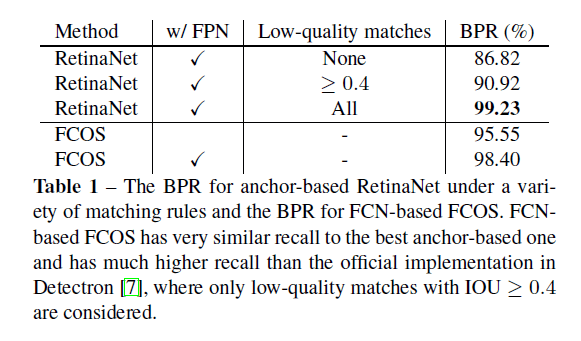 Method w/ FPN Low-quality matches BPR (%)
RetinaNet ✓ None 86.82
RetinaNet ✓ ≥ 0.4 90.92
RetinaNet ✓ All 99.23
FCOS - 95.55
FCOS ✓ - 98.40
Table 1 – The BPR for anchor-based RetinaNet under a vari-
ety of matching rules and the BPR for FCN-based FCOS. FCN-
based FCOS has very similar recall to the best anchor-based one
and has much higher recall than the official implementation in
Detectron [7], where only low-quality matches with IOU ≥ 0.4
are considered.